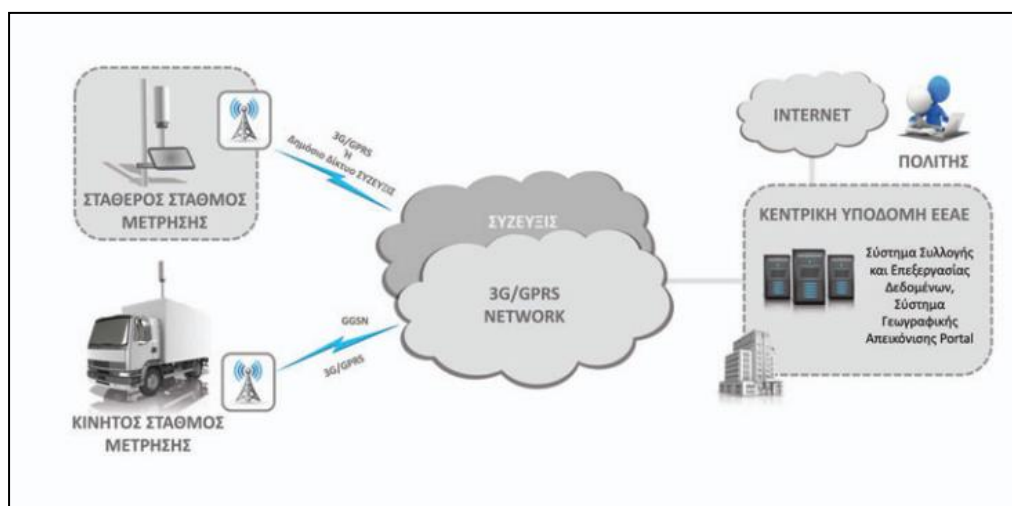 3G/GPRS
Ή
Δημόσιο Δίκτυο ΣΥΖΕΥΞΙΣ
ΣΤΑΘΕΡΟΣ ΣΤΑΘΜΟΣ
ΜΕΤΡΗΣΗΣ
GGSN
3G/GPRS
ΚΙΝΗΤΟΣ ΣΤΑΘΜΟΣ
ΜΕΤΡΗΣΗΣ
ΣΥΖΕΥΞΙΣ
3G/GPRS
NETWORK
INTERNET
ΠΟΛΙΤΗΣ
ΚΕΝΤΡΙΚΗ ΥΠΟΔΟΜΗ ΕΕΑΕ
Σύστημα Συλλογής
και Επεξεργασίας
Δεδομένων,
Σύστημα
Γεωγραφικής
Απεικόνισης Portal